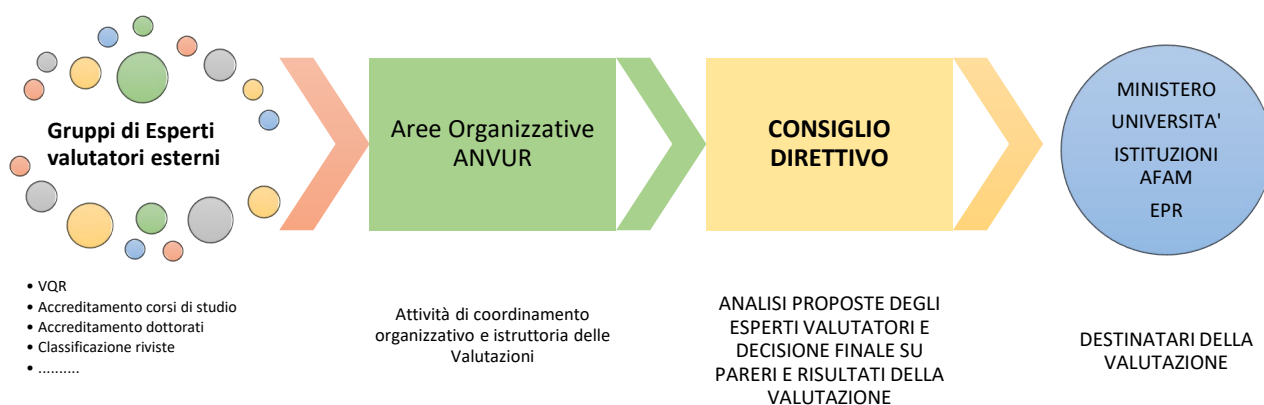 Gruppi di Esperti
valutatori esterni
• VQR
• Accreditamento corsi di studio
• Accreditamento dottorati
• Classificazione riviste
• ..........
Aree Organizzative
ANVUR
Attività di coordinamento
organizzativo e istruttoria delle
Valutazioni
CONSIGLIO
DIRETTIVO
ANALISI PROPOSTE DEGLI
ESPERTI VALUTATORI E
DECISIONE FINALE SU
PARERI E RISULTATI DELLA
VALUTAZIONE
MINISTERO
UNIVERSITA'
ISTITUZIONI
AFAM
EPR
DESTINATARI DELLA
VALUTAZIONE